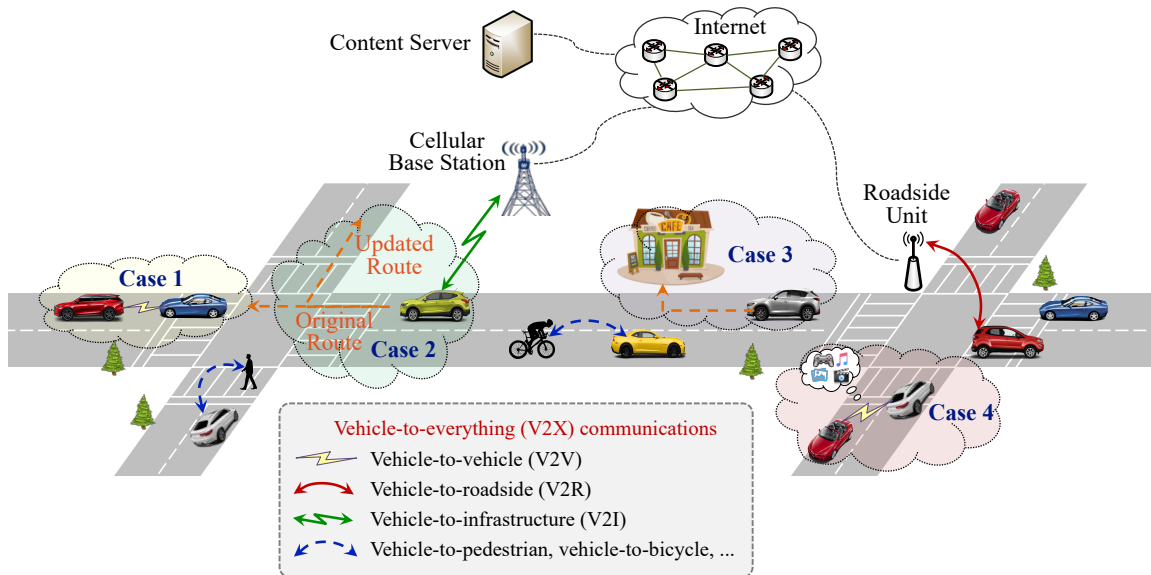 Internet
Content Server
Cellular
Base Station
Roadside
Unit
Updated
Route
CAFE
Case 3
Case 1
Original
Route
Case 2
Case 4
Vehicle-to-everything (V2X) communications
Vehicle-to-vehicle (V2V)
Vehicle-to-roadside (V2R)
Vehicle-to-infrastructure (V2I)
Vehicle-to-pedestrian, vehicle-to-bicycle, ...